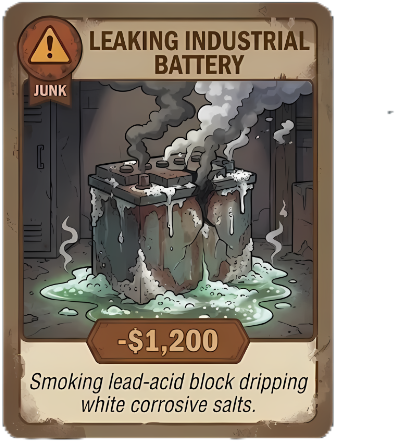 LEAKING INDUSTRIAL
BATTERY
JUNK
-$1,200
Smoking lead-acid block dripping
white corrosive salts.